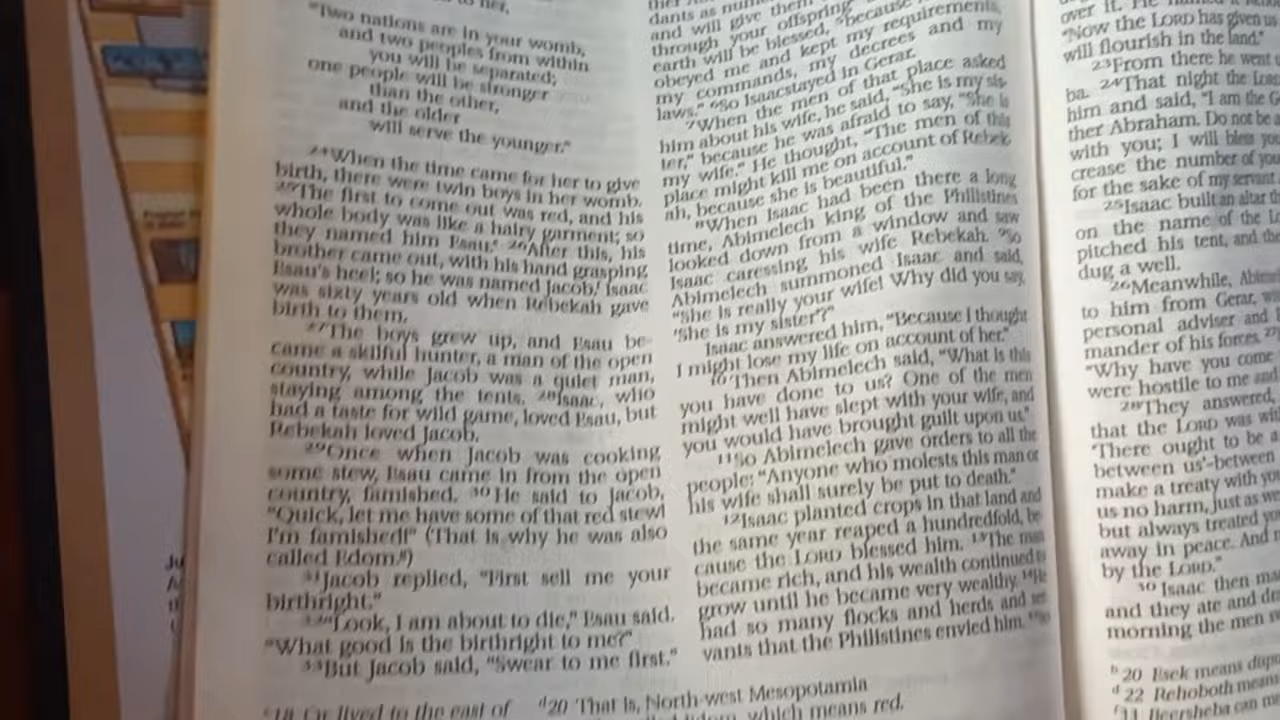 to her,
"Two nations are in your womb,
and two peoples from within
you will be separated;
one people will be stronger
than the other,
and the older
will serve the younger."
24When the time came for her to give
birth, there were twin boys in her womb.
25The first to come out was red, and his
whole body was like a hairy garment; so
they named him Esau. 26After this, his
brother came out, with his hand grasping
Esau's heel; so he was named Jacob. Isaac
was sixty years old when Rebekah gave
birth to them.
27The boys grew up, and Esau be-
came a skilful hunter, a man of the open
country, while Jacob was a quiet man,
staying among the tents. 28Isaac, who
had a taste for wild game, loved Esau, but
Rebekah loved Jacob.
29Once when Jacob was cooking
some stew, Esau came in from the open
country, famished. 30He said to Jacob,
"Quick, let me have some of that red stew!
I'm famished!" (That is why he was also
called Edom.)
31Jacob replied, "First sell me your
birthright."
32"Look, I am about to die," Esau said.
"What good is the birthright to me?"
33But Jacob said, "Swear to me first."
Or lived to the east of
dants as
and will give them
through your offspring
earth will be blessed, because
obeyed me and kept my requirements,
my commands, my decrees and my
laws." 6So Isaac stayed in Gerar.
7When the men of that place asked
him about his wife, he said, "She is my sis-
ter," because he was afraid to say, "She is
my wife." He thought, "The men of this
place might kill me on account of Rebek-
ah, because she is beautiful."
8When Isaac had been there a long
time, Abimelech king of the Philistines
looked down from a window and saw
Isaac caressing his wife Rebekah. 9So
Abimelech summoned Isaac and said,
"She is really your wife! Why did you say,
'She is my sister'?"
Isaac answered him, "Because I thought
I might lose my life on account of her."
10Then Abimelech said, "What is this
you have done to us? One of the men
might well have slept with your wife, and
you would have brought guilt upon us."
11So Abimelech gave orders to all the
people: "Anyone who molests this man or
his wife shall surely be put to death."
12Isaac planted crops in that land and
the same year reaped a hundredfold, be
cause the LORD blessed him. 13The man
became rich, and his wealth continued to
grow until he became very wealthy. 14He
had so many flocks and herds and ser
vants that the Philistines envied him. 15So
d20 That is, North-west Mesopotamia
which means red.
over it. He named it
"Now the LORD has given us
will flourish in the land."
23From there he went
ba. 24That night the LORD
him and said, "I am the G
ther Abraham. Do not be a
with you; I will bless you
crease the number of you
for the sake of my servant
25Isaac built an altar th
on the name of the L
pitched his tent, and the
dug a well.
26Meanwhile, Abim
to him from Gerar, wi
personal adviser and
mander of his forces. 27
"Why have you come
were hostile to me and
28They answered,
that the LORD was wit
'There ought to be a
between us'-between
make a treaty with yo
us no harm, just as we
but always treated you
away in peace. And n
by the LORD."
30Isaac then ma
and they ate and dr
morning the men s
b 20 Esek means disp
d 22 Rehoboth means
Beersheba can m